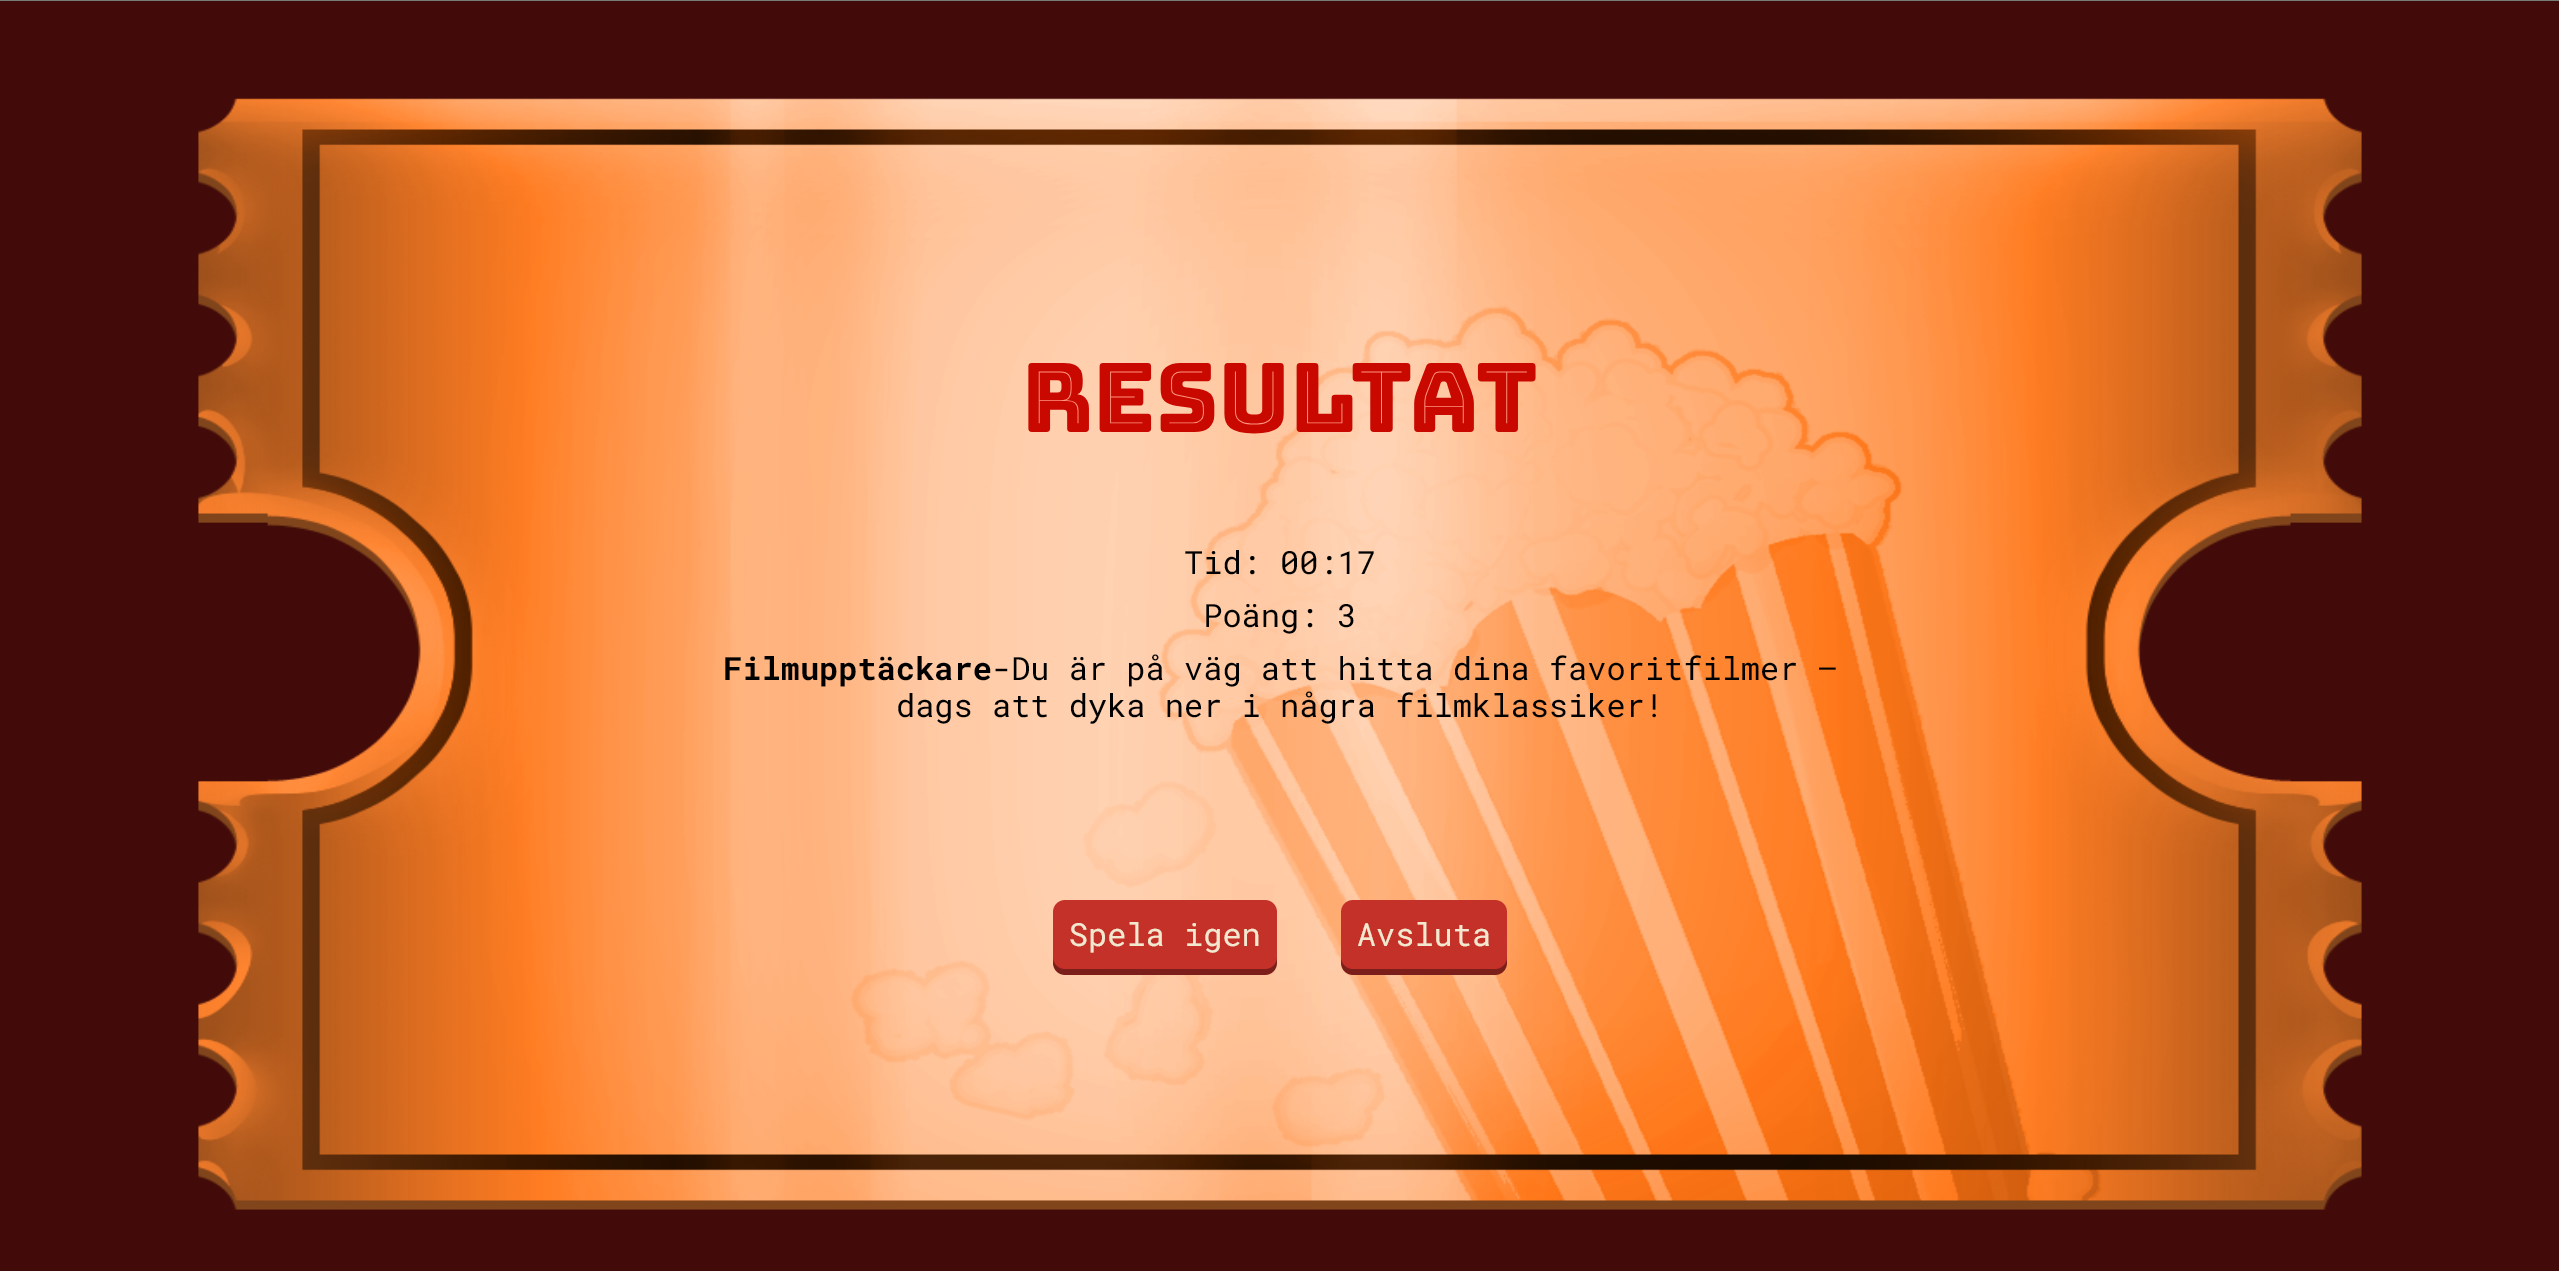 RESULTAT
Tid: 00:17
Poäng: 3
Filmupptäckare-Du är på väg att hitta dina favoritfilmer –
dags att dyka ner i några filmklassiker!
Spela igen
Avsluta